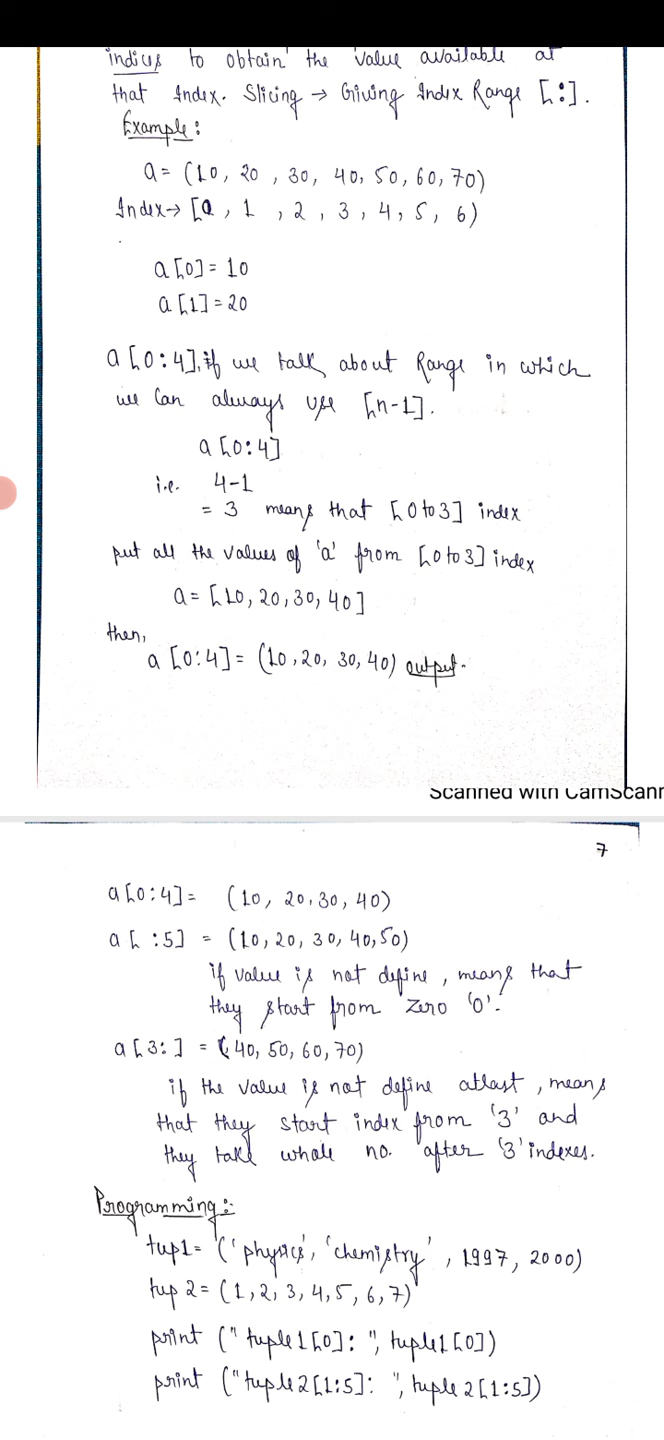 indius to obtain the value available at
that Index. Slicing → Giving Index Range [:].
Example:
a = (10, 20, 30, 40, 50, 60, 70)
Index → [0, 1, 2, 3, 4, 5, 6)
a[0] = 10
a[1] = 20
a[0:4], if we talk about Range in which
we can always use [n-1].
a[0:4]
i.e. 4-1
= 3 means that [0 to 3] index
put all the values of 'a' from [0 to 3] index
a = [10, 20, 30, 40]
then,
a[0:4] = (10, 20, 30, 40) output.
Scanned with CamScanr
7
a[0:4] = (10, 20, 30, 40)
a[ :5] = (10, 20, 30, 40, 50)
if value is not define, means that
they start from zero '0'.
a[3: ] = (40, 50, 60, 70)
if the value is not define atlast, means
that they start index from '3' and
they take whole no. after '3' indexes.
Programming:
tup1 = ('physics', 'chemistry', 1997, 2000)
tup 2 = (1, 2, 3, 4, 5, 6, 7)
print ("tuple1[0]: ", tuple1[0])
print ("tuple2[1:5]: ", tuple2[1:5])